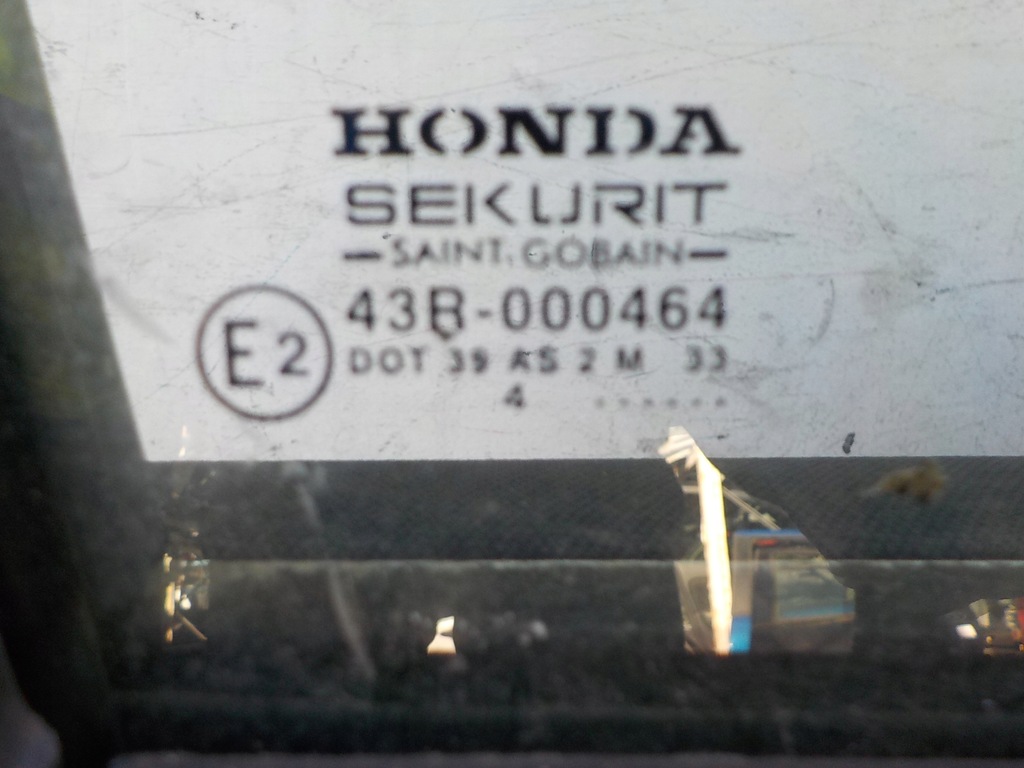 HONDA
SEKURIT
SAINT-GOBAIN
E2
43R-000464
DOT 39 AS 2 M 33
4 ......